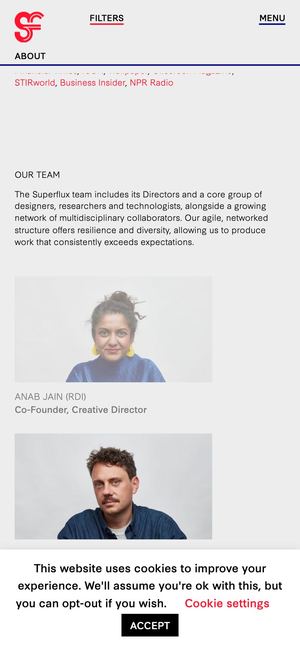 SF
FILTERS
MENU
ABOUT
STIRworld, Business Insider, NPR Radio
OUR TEAM
The Superflux team includes its Directors and a core group of
designers, researchers and technologists, alongside a growing
network of multidisciplinary collaborators. Our agile, networked
structure offers resilience and diversity, allowing us to produce
work that consistently exceeds expectations.
ANAB JAIN (RDI)
Co-Founder, Creative Director
This website uses cookies to improve your
experience. We'll assume you're ok with this, but
you can opt-out if you wish. Cookie settings
ACCEPT